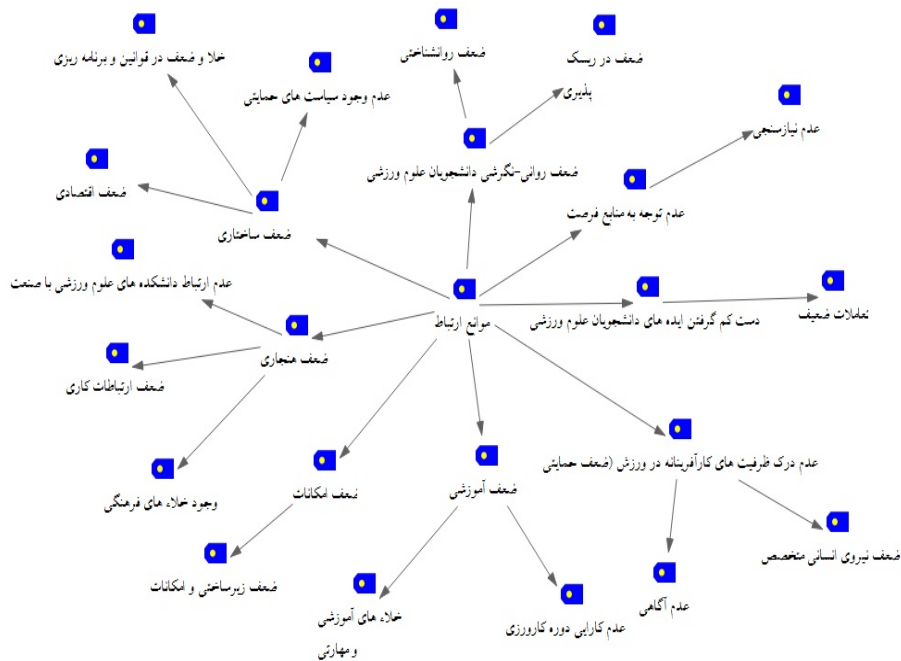 خلا و ضعف در قوانین و برنامه ریزی
عدم وجود سیاست های حمایتی
ضعف روانشناختی
ضعف در ریسک
پذیری
عدم نیازسنجی
ضعف روانی-نگرشی دانشجویان علوم ورزشی
ضعف اقتصادی
عدم توجه به منابع فرصت
ضعف ساختاری
عدم ارتباط دانشکده های علوم ورزشی با صنعت
موانع ارتباط
دست کم گرفتن ایده های دانشجویان علوم ورزشی
تعاملات ضعیف
ضعف هنجاری
ضعف ارتباطات کاری
عدم درک ظرفیت های کارآفرینانه در ورزش (ضعف حمایتی
ضعف آموزشی
ضعف امکانات
وجود خلاء های فرهنگی
ضعف نیروی انسانی متخصص
ضعف زیرساختی و امکانات
عدم آگاهی
خلاء های آموزشی
و مهارتی
عدم کارایی دوره کارورزی